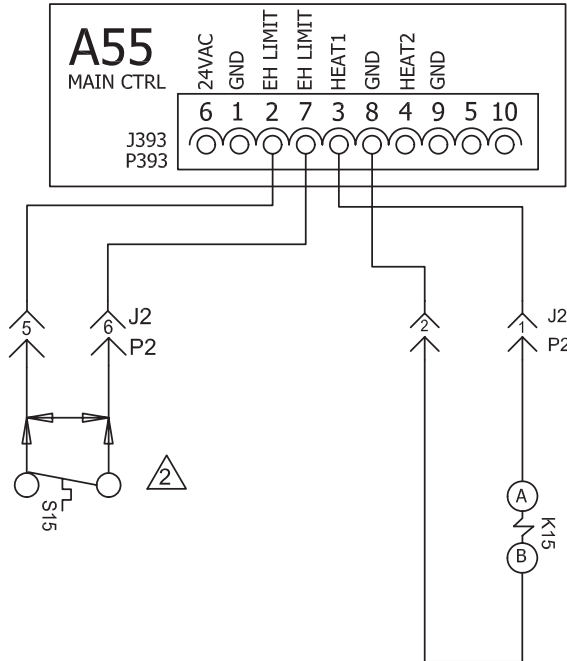 A55
MAIN CTRL
24VAC
GND
EH LIMIT
EH LIMIT
HEAT1
GND
HEAT2
GND
6 1 2 7 3 8 4 9 5 10
J393
P393
5
6
J2
P2
2
1
J2
P2
2
S15
A
B
K15